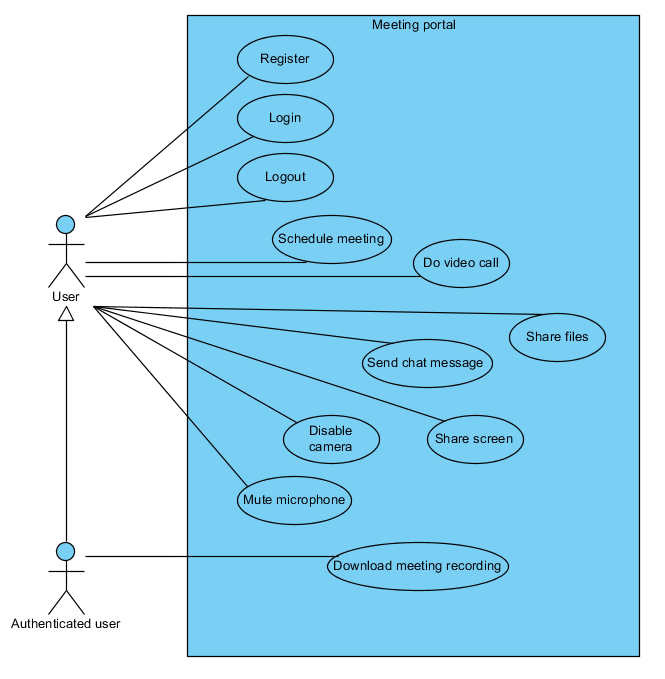 Meeting portal
Register
Login
Logout
Schedule meeting
Do video call
User
Share files
Send chat message
Disable
camera
Share screen
Mute microphone
Download meeting recording
Authenticated user